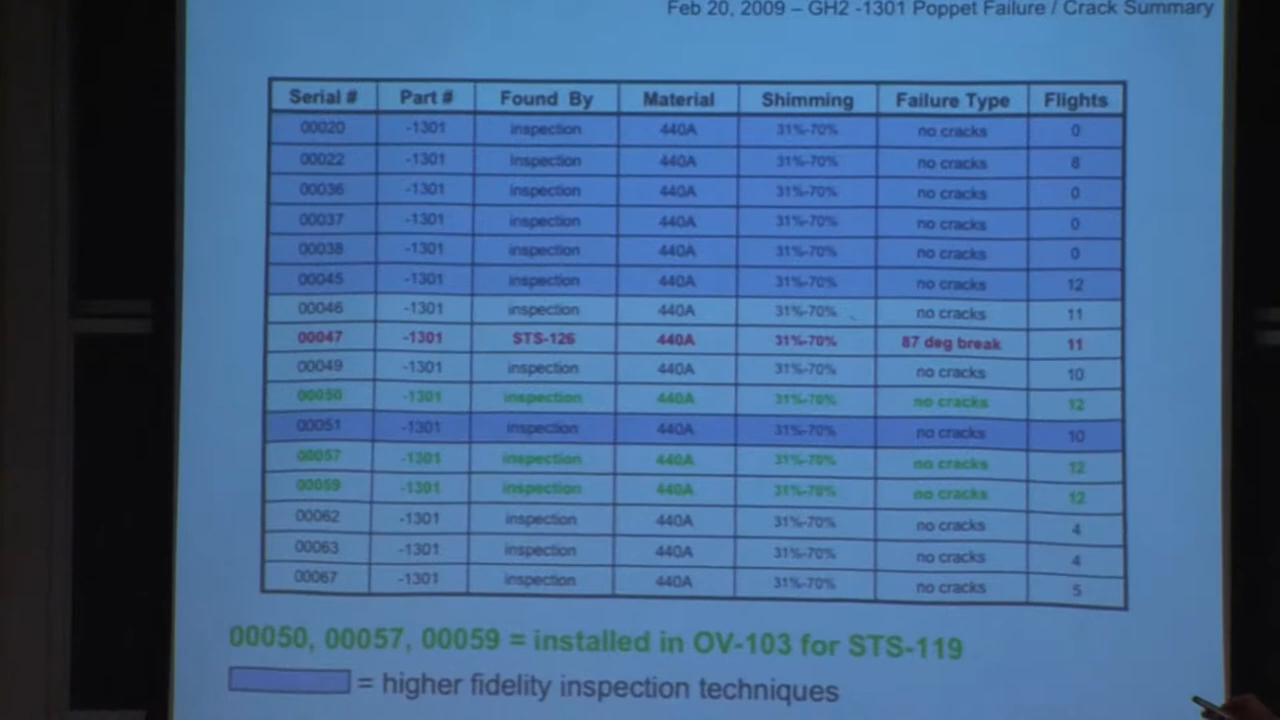 Feb 20, 2009 – GH2 -1301 Poppet Failure / Crack Summary
Serial # Part # Found By Material Shimming Failure Type Flights
00020 -1301 inspection 440A 31%-70% no cracks 0
00022 -1301 Inspection 440A 31%-70% no cracks 8
00036 -1301 inspection 440A 31%-70% no cracks 0
00037 -1301 inspection 440A 31%-70% no cracks 0
00038 -1301 inspection 440A 31%-70% no cracks 0
00045 -1301 inspection 440A 31%-70% no cracks 12
00046 -1301 inspection 440A 31%-70% no cracks 11
00047 -1301 STS-126 440A 31%-70% 87 deg break 11
00049 -1301 inspection 440A 31%-70% no cracks 10
00050 -1301 inspection 440A 31%-70% no cracks 12
00051 -1301 inspection 440A 31%-70% no cracks 10
00057 -1301 inspection 440A 31%-70% no cracks 12
00059 -1301 inspection 440A 31%-70% no cracks 12
00062 -1301 inspection 440A 31%-70% no cracks 4
00063 -1301 inspection 440A 31%-70% no cracks 4
00067 -1301 inspection 440A 31%-70% no cracks 5
00050, 00057, 00059 = installed in OV-103 for STS-119
= higher fidelity inspection techniques